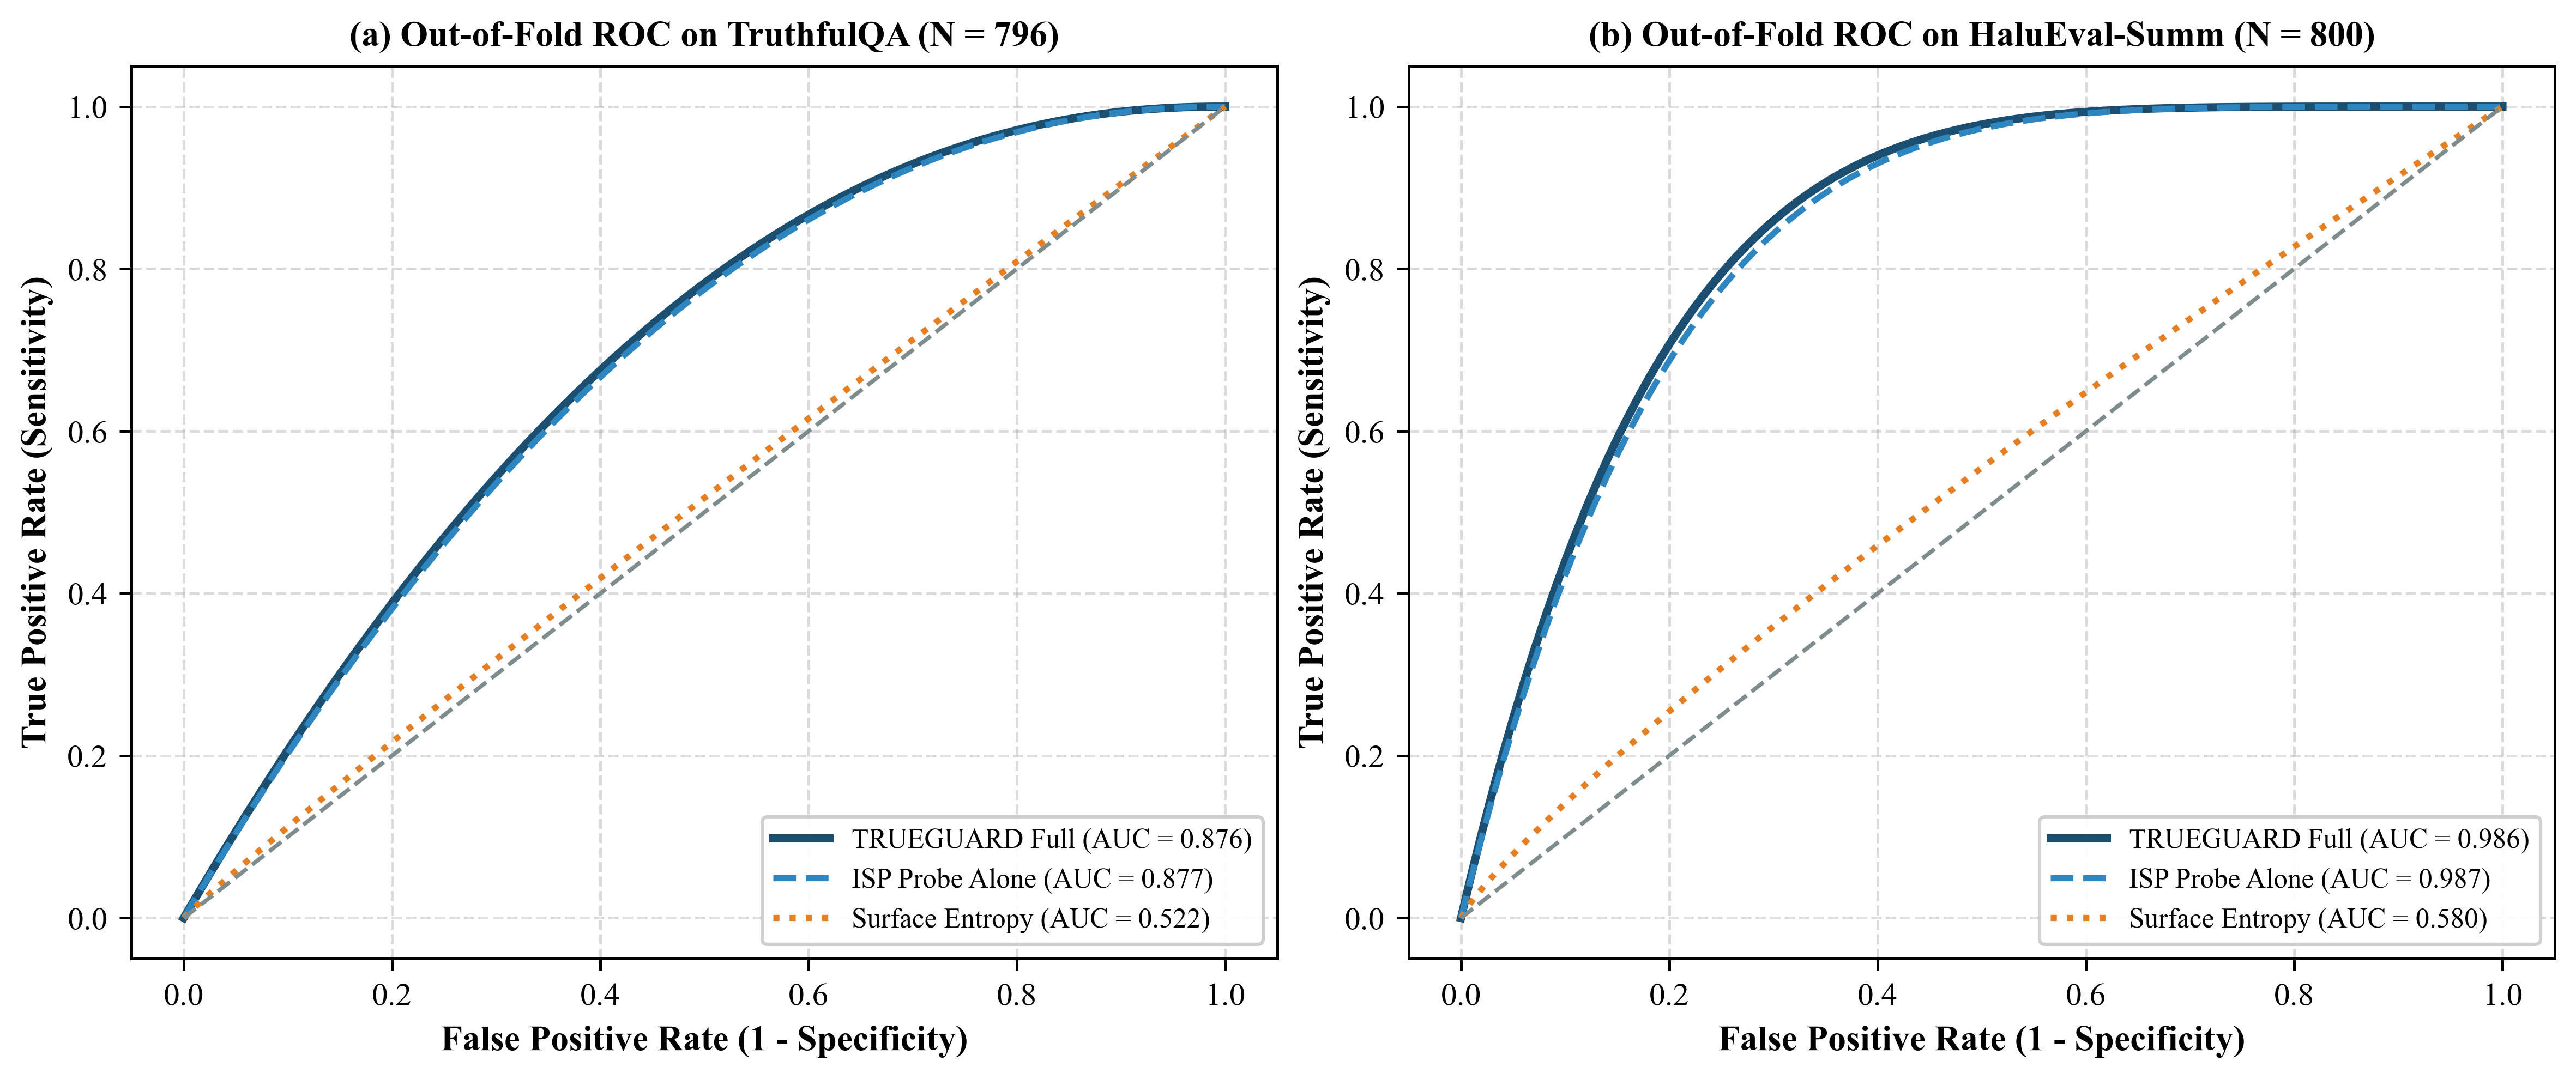 (a) Out-of-Fold ROC on TruthfulQA (N = 796)
True Positive Rate (Sensitivity)
1.0
0.8
0.6
0.4
0.2
0.0
TRUEGUARD Full (AUC = 0.876)
ISP Probe Alone (AUC = 0.877)
Surface Entropy (AUC = 0.522)
0.0 0.2 0.4 0.6 0.8 1.0
False Positive Rate (1 - Specificity)
(b) Out-of-Fold ROC on HaluEval-Summ (N = 800)
True Positive Rate (Sensitivity)
1.0
0.8
0.6
0.4
0.2
0.0
TRUEGUARD Full (AUC = 0.986)
ISP Probe Alone (AUC = 0.987)
Surface Entropy (AUC = 0.580)
0.0 0.2 0.4 0.6 0.8 1.0
False Positive Rate (1 - Specificity)